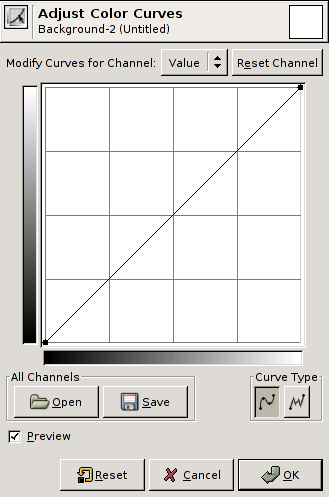 Adjust Color Curves
Background-2 (Untitled)
Modify Curves for Channel: Value Reset Channel
All Channels Curve Type
Open Save
Preview
Reset Cancel OK